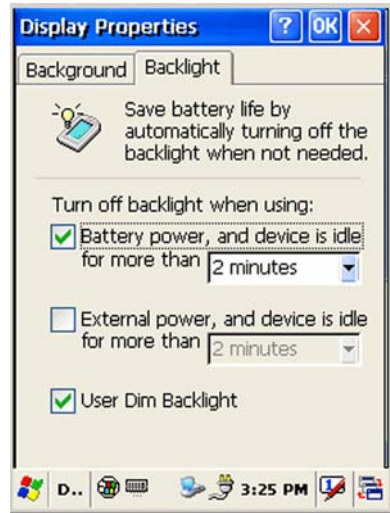 Display Properties ? OK ×
Background Backlight
Save battery life by
automatically turning off the
backlight when not needed.
Turn off backlight when using:
Battery power, and device is idle
for more than 2 minutes
External power, and device is idle
for more than 2 minutes
User Dim Backlight
D.. 3:25 PM 1